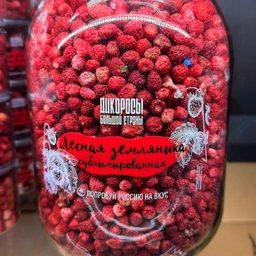 ДИКОРОСЫ
БОЛЬШОЙ СТРАНЫ
Лесная земляника
сублимированная
ПОПРОБУЙ РОССИЮ НА ВКУС